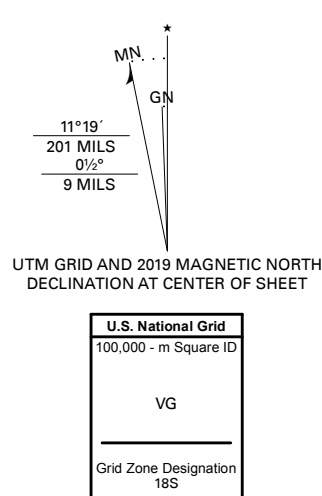 ★
MN
GN
11°19´
201 MILS
0½°
9 MILS
UTM GRID AND 2019 MAGNETIC NORTH
DECLINATION AT CENTER OF SHEET
U.S. National Grid
100,000 - m Square ID
VG
Grid Zone Designation
18S